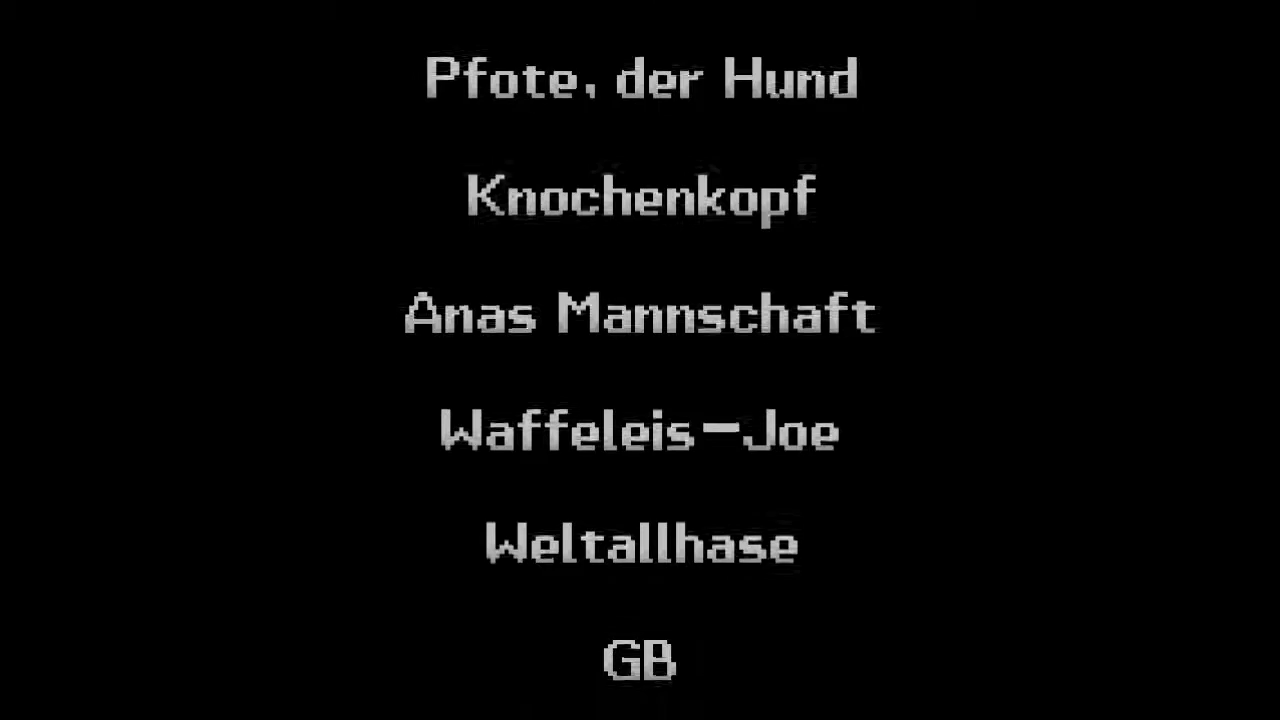 Pfote, der Hund
Knochenkopf
Anas Mannschaft
Waffeleis-Joe
Weltallhase
GB